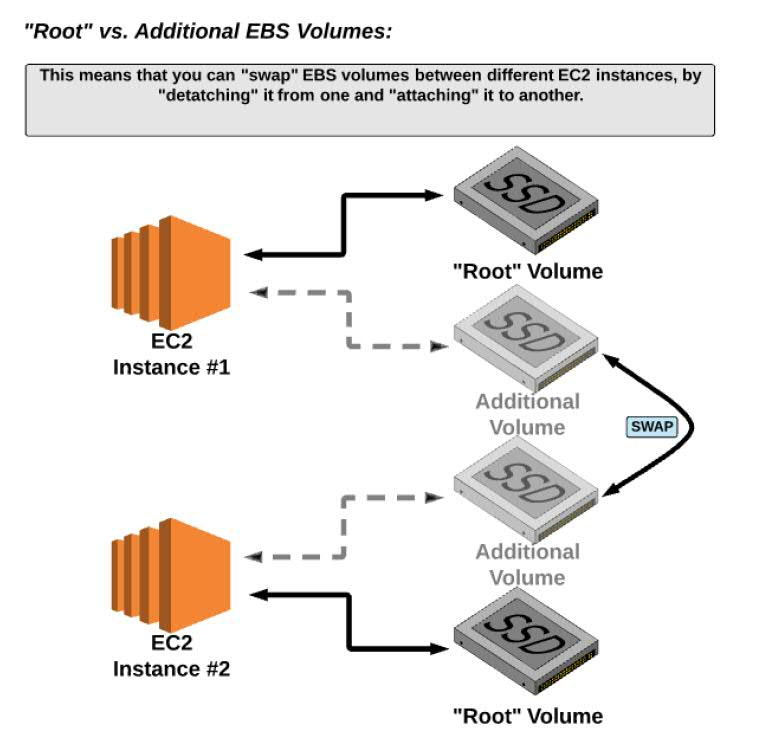 "Root" vs. Additional EBS Volumes:
This means that you can "swap" EBS volumes between different EC2 instances, by
"detatching" it from one and "attaching" it to another.
SSD
"Root" Volume
EC2
Instance #1
SSD
Additional
Volume
SWAP
SSD
Additional
Volume
EC2
Instance #2
SSD
"Root" Volume